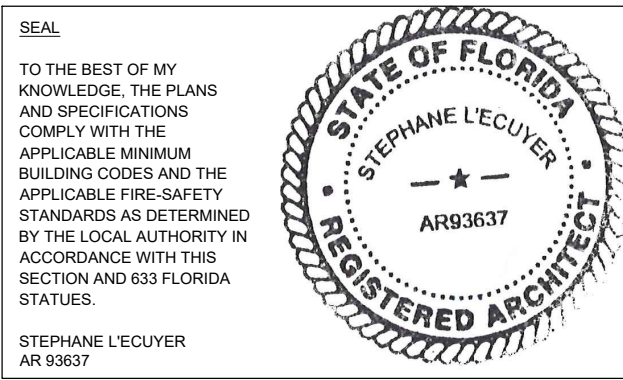 SEAL
TO THE BEST OF MY
KNOWLEDGE, THE PLANS
AND SPECIFICATIONS
COMPLY WITH THE
APPLICABLE MINIMUM
BUILDING CODES AND THE
APPLICABLE FIRE-SAFETY
STANDARDS AS DETERMINED
BY THE LOCAL AUTHORITY IN
ACCORDANCE WITH THIS
SECTION AND 633 FLORIDA
STATUES.
STEPHANE L'ECUYER
AR 93637
STATE OF FLORIDA
STEPHANE L'ECUYER
AR93637
REGISTERED ARCHITECT